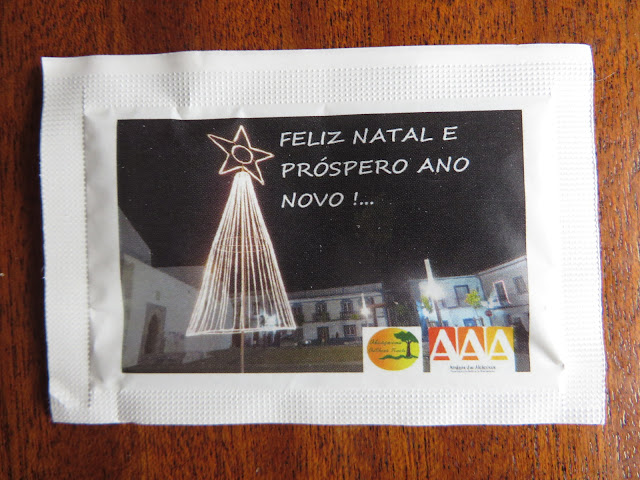 FELIZ NATAL E
PRÓSPERO ANO
NOVO !...
AAA